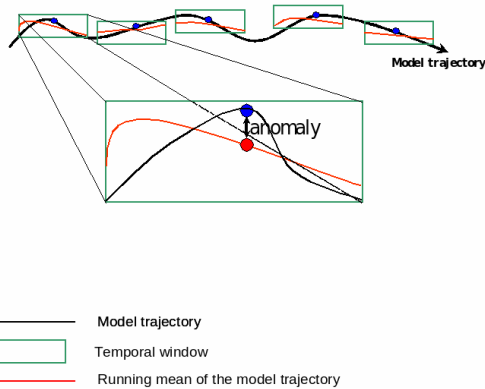 Model trajectory
anomaly
Model trajectory
Temporal window
Running mean of the model trajectory